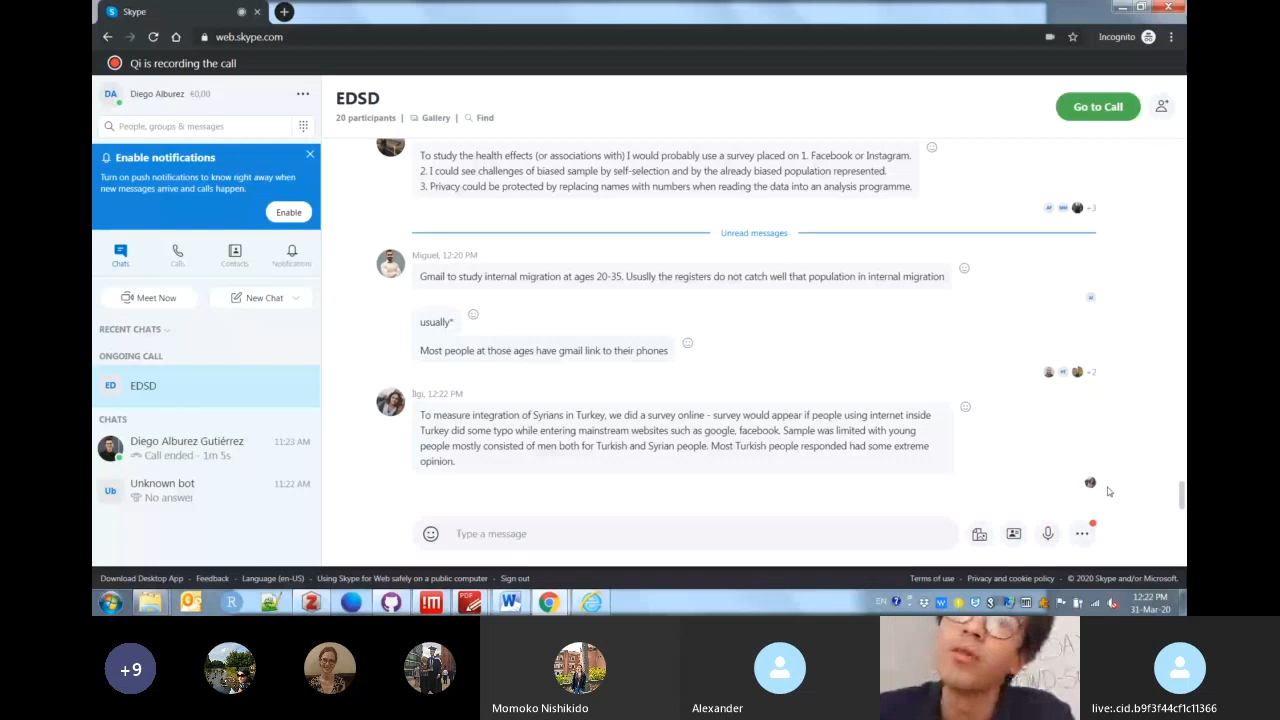 Skype
web.skype.com
Incognito
Qi is recording the call
DA
Diego Alburez €0,00
People, groups & messages
Enable notifications
Turn on push notifications to know right away when
new messages arrive and calls happen.
Enable
Chats
Calls
Contacts
Notifications
Meet Now
New Chat
RECENT CHATS
ONGOING CALL
ED
EDSD
CHATS
Diego Alburez Gutiérrez
11:23 AM
Call ended - 1m 5s
Ub
Unknown bot
11:22 AM
No answer
EDSD
20 participants | Gallery | Find
Go to Call
To study the health effects (or associations with) I would probably use a survey placed on 1. Facebook or Instagram.
2. I could see challenges of biased sample by self-selection and by the already biased population represented.
3. Privacy could be protected by replacing names with numbers when reading the data into an analysis programme.
+3
Unread messages
Miguel, 12:20 PM
Gmail to study internal migration at ages 20-35. Ususlly the registers do not catch well that population in internal migration
usually*
Most people at those ages have gmail link to their phones
+2
Ilgi, 12:22 PM
To measure integration of Syrians in Turkey, we did a survey online - survey would appear if people using internet inside
Turkey did some typo while entering mainstream websites such as google, facebook. Sample was limited with young
people mostly consisted of men both for Turkish and Syrian people. Most Turkish people responded had some extreme
opinion.
Type a message
Download Desktop App - Feedback - Language (en-US) - Using Skype for Web safely on a public computer - Sign out
Terms of use - Privacy and cookie policy - © 2020 Skype and/or Microsoft.
EN
12:22 PM
31-Mar-20
+9
Momoko Nishikido
Alexander
live:.cid.b9f3f44cf1c11366